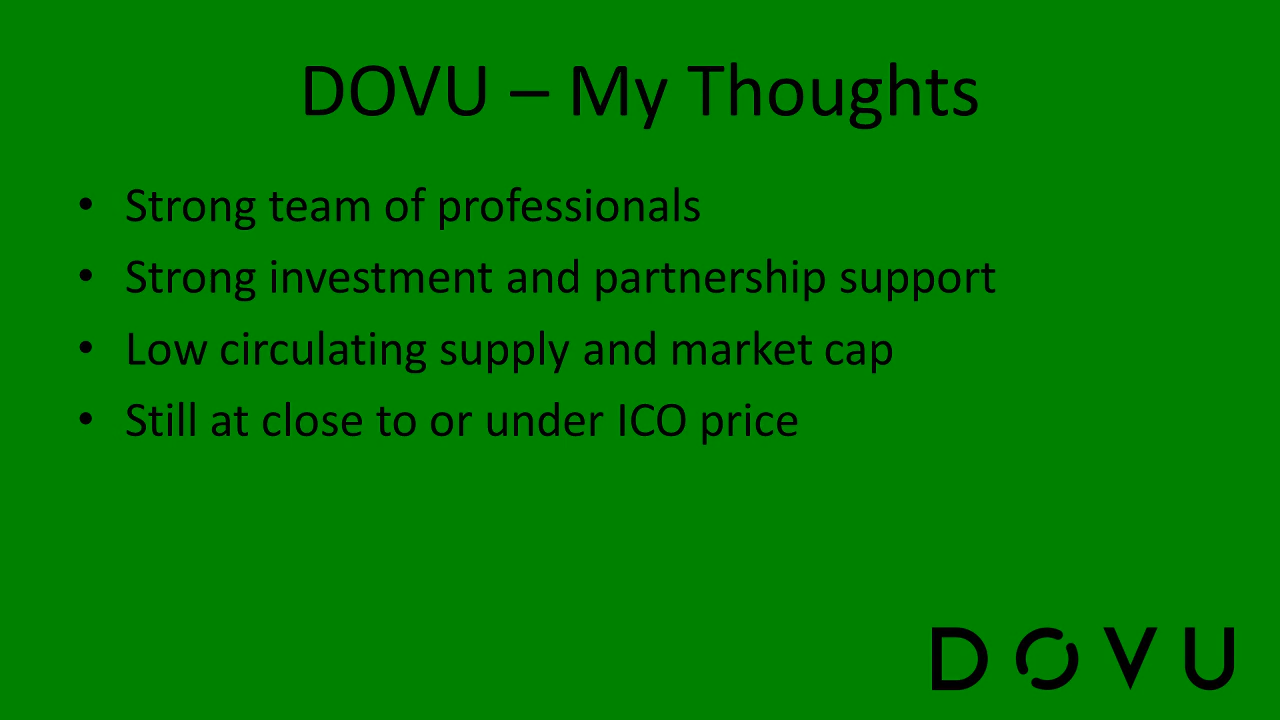 DOVU – My Thoughts
• Strong team of professionals
• Strong investment and partnership support
• Low circulating supply and market cap
• Still at close to or under ICO price
DOVU